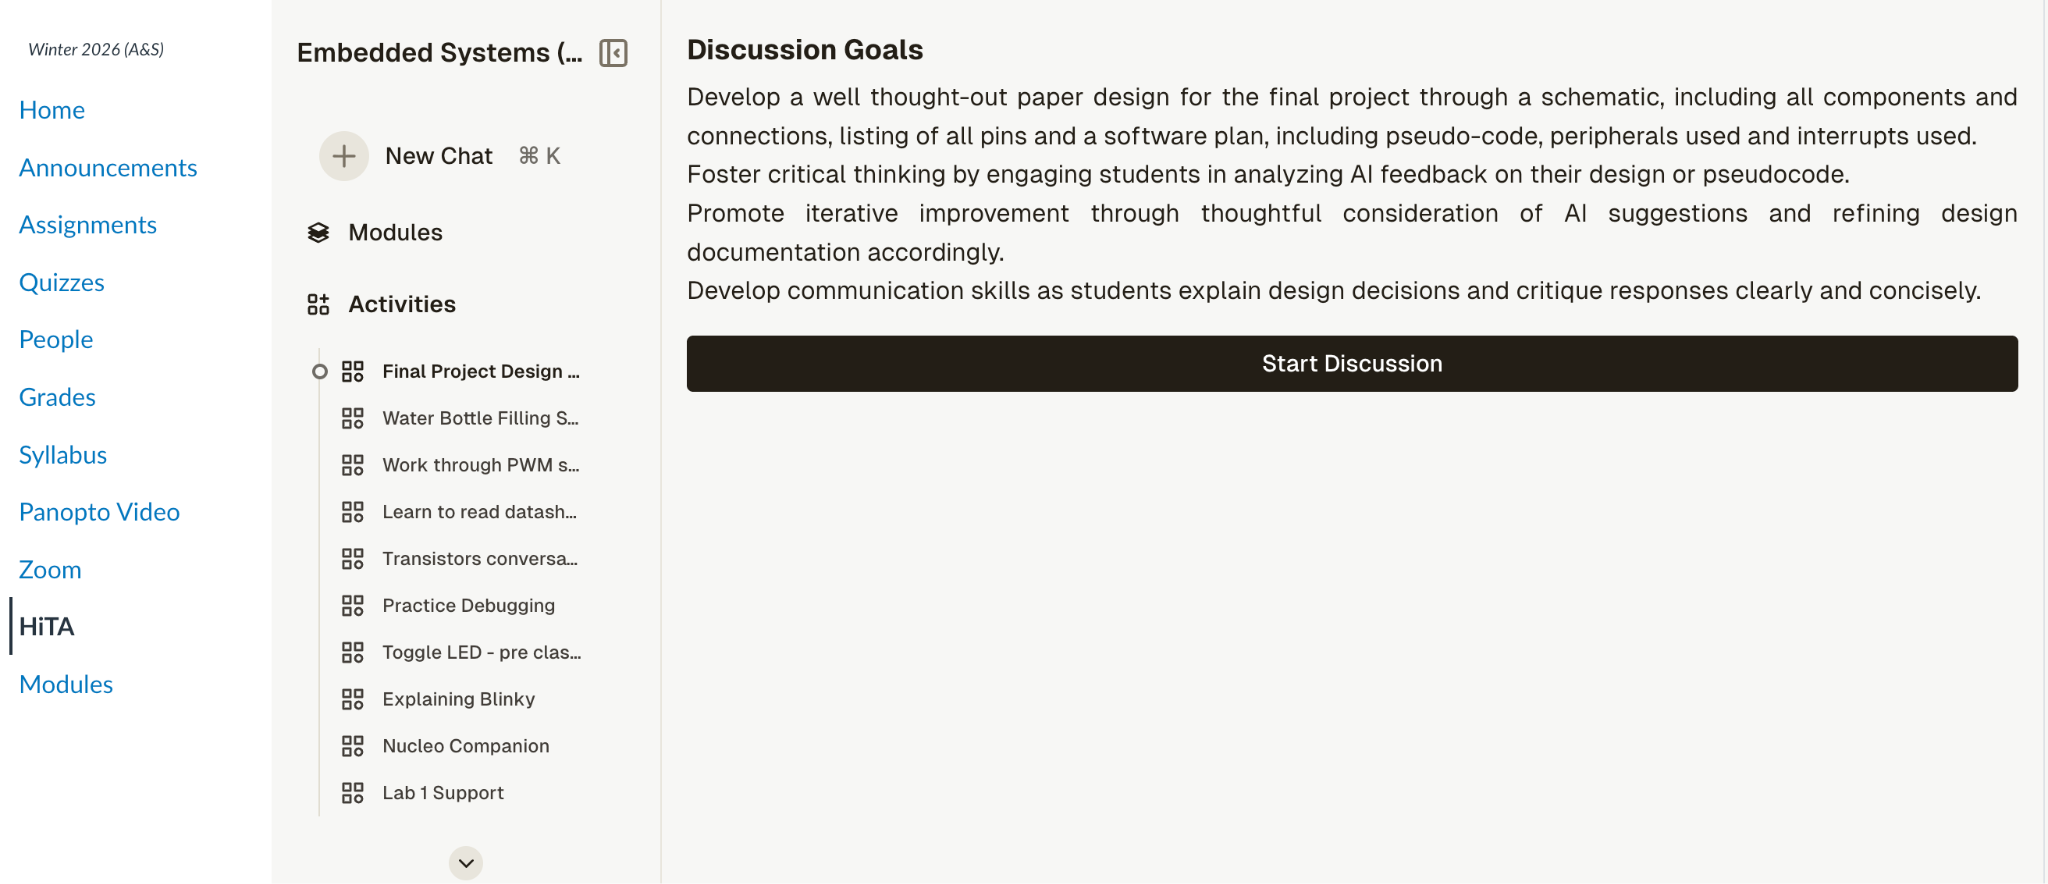 Winter 2026 (A&S)
Home
Announcements
Assignments
Quizzes
People
Grades
Syllabus
Panopto Video
Zoom
HiTA
Modules
Embedded Systems (...
New Chat ⌘ K
Modules
Activities
Final Project Design ...
Water Bottle Filling S...
Work through PWM s...
Learn to read datash...
Transistors conversa...
Practice Debugging
Toggle LED - pre clas...
Explaining Blinky
Nucleo Companion
Lab 1 Support
Discussion Goals
Develop a well thought-out paper design for the final project through a schematic, including all components and
connections, listing of all pins and a software plan, including pseudo-code, peripherals used and interrupts used.
Foster critical thinking by engaging students in analyzing AI feedback on their design or pseudocode.
Promote iterative improvement through thoughtful consideration of AI suggestions and refining design
documentation accordingly.
Develop communication skills as students explain design decisions and critique responses clearly and concisely.
Start Discussion